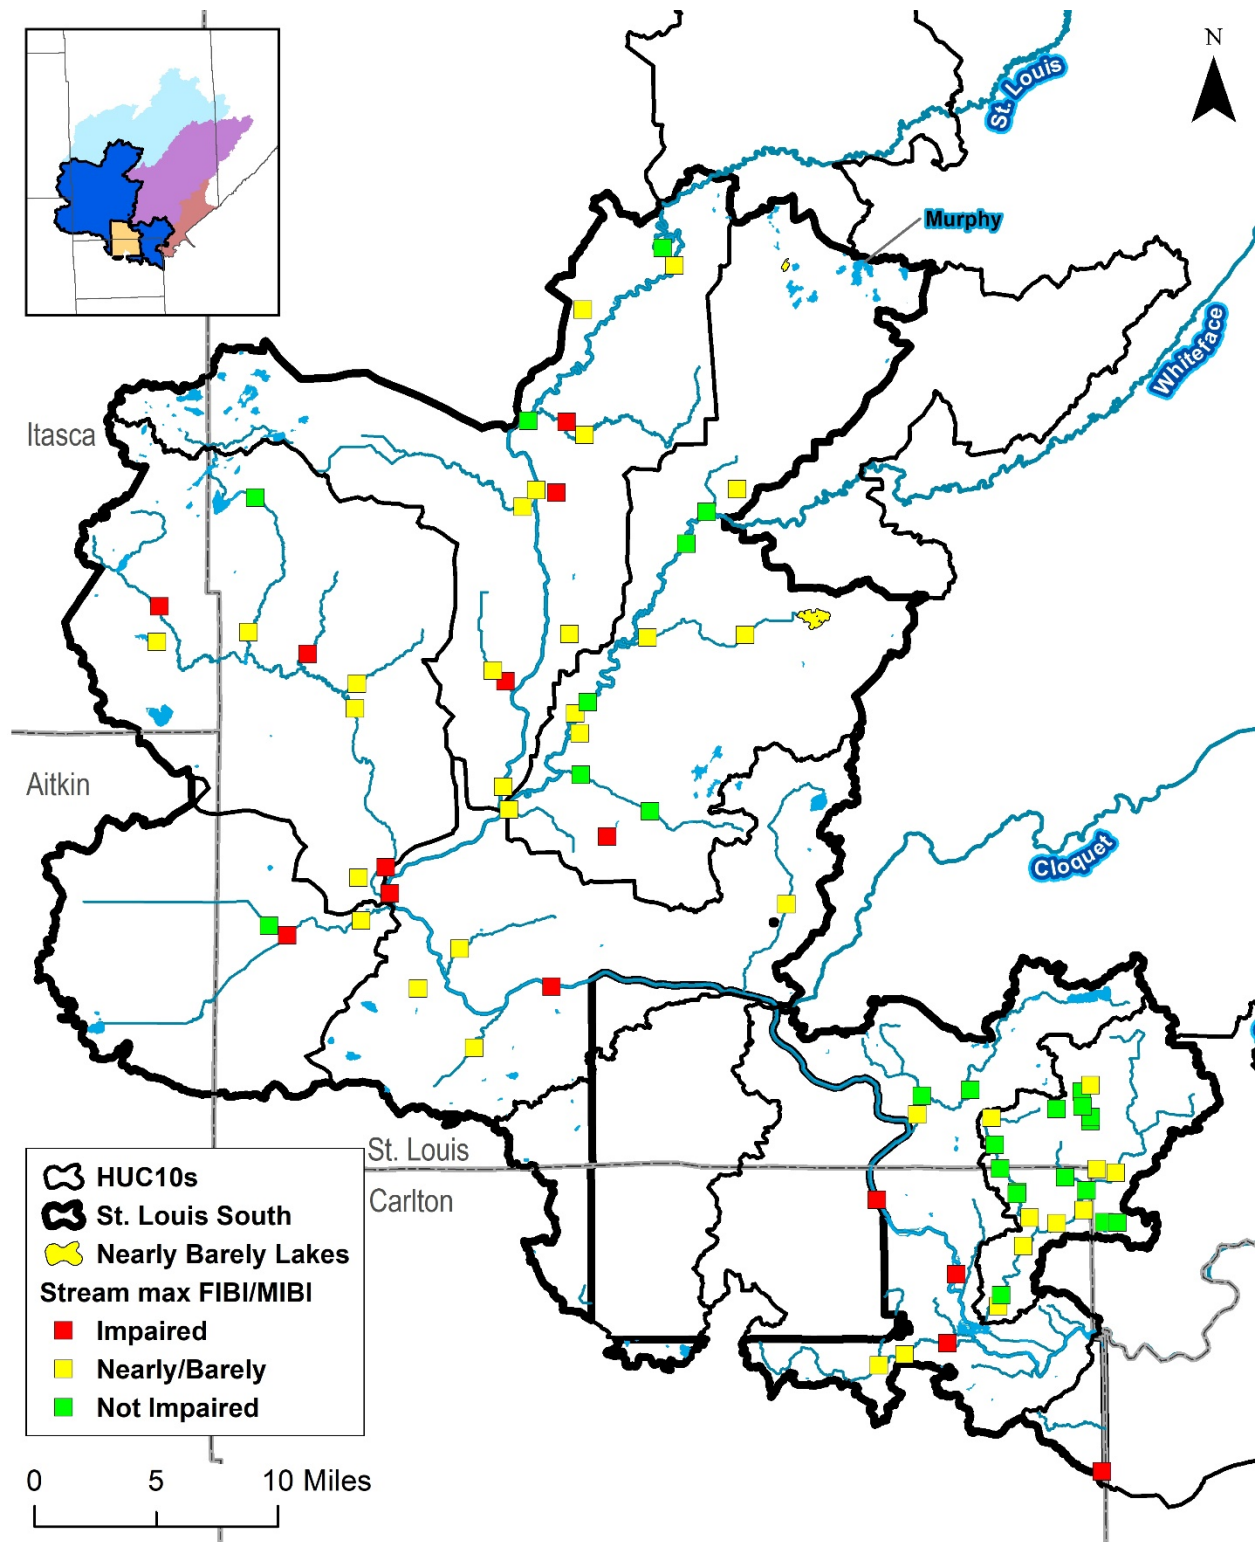 N
St. Louis
Murphy
Whiteface
Itasca
Aitkin
Cloquet
St. Louis
Carlton
HUC10s
St. Louis South
Nearly Barely Lakes
Stream max FIBI/MIBI
Impaired
Nearly/Barely
Not Impaired
0 5 10 Miles